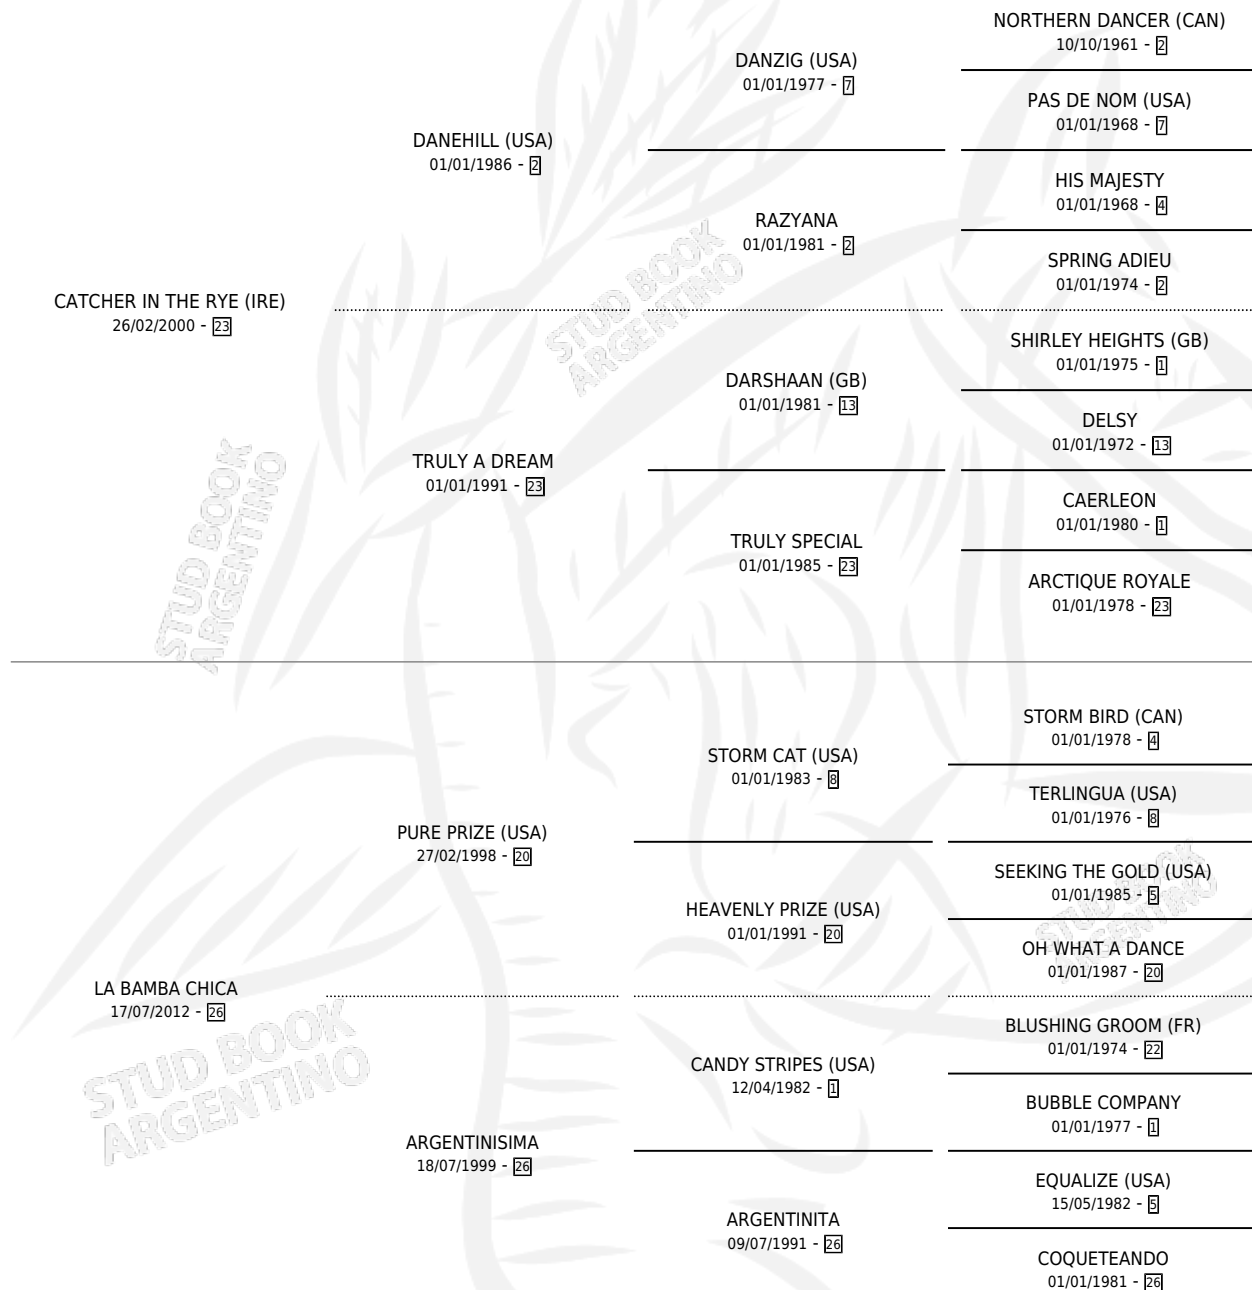 NORTHERN DANCER (CAN)
10/10/1961 - 2
DANZIG (USA)
01/01/1977 - 7
PAS DE NOM (USA)
01/01/1968 - 7
DANEHILL (USA)
01/01/1986 - 2
HIS MAJESTY
01/01/1968 - 4
RAZYANA
01/01/1981 - 2
SPRING ADIEU
01/01/1974 - 2
CATCHER IN THE RYE (IRE)
26/02/2000 - 23
SHIRLEY HEIGHTS (GB)
01/01/1975 - 1
DARSHAAN (GB)
01/01/1981 - 13
DELSY
01/01/1972 - 13
TRULY A DREAM
01/01/1991 - 23
CAERLEON
01/01/1980 - 1
TRULY SPECIAL
01/01/1985 - 23
ARCTIQUE ROYALE
01/01/1978 - 23
STORM BIRD (CAN)
01/01/1978 - 4
STORM CAT (USA)
01/01/1983 - 8
TERLINGUA (USA)
01/01/1976 - 8
PURE PRIZE (USA)
27/02/1998 - 20
SEEKING THE GOLD (USA)
01/01/1985 - 5
HEAVENLY PRIZE (USA)
01/01/1991 - 20
OH WHAT A DANCE
01/01/1987 - 20
LA BAMBA CHICA
17/07/2012 - 26
BLUSHING GROOM (FR)
01/01/1974 - 22
CANDY STRIPES (USA)
12/04/1982 - 1
BUBBLE COMPANY
01/01/1977 - 1
ARGENTINISIMA
18/07/1999 - 26
EQUALIZE (USA)
15/05/1982 - 5
ARGENTINITA
09/07/1991 - 26
COQUETEANDO
01/01/1981 - 26
STUD BOOK
ARGENTINO
STUD BOOK
ARGENTINO
STUD BOOK
ARGENTINO
STUD BOOK
ARGENTINO